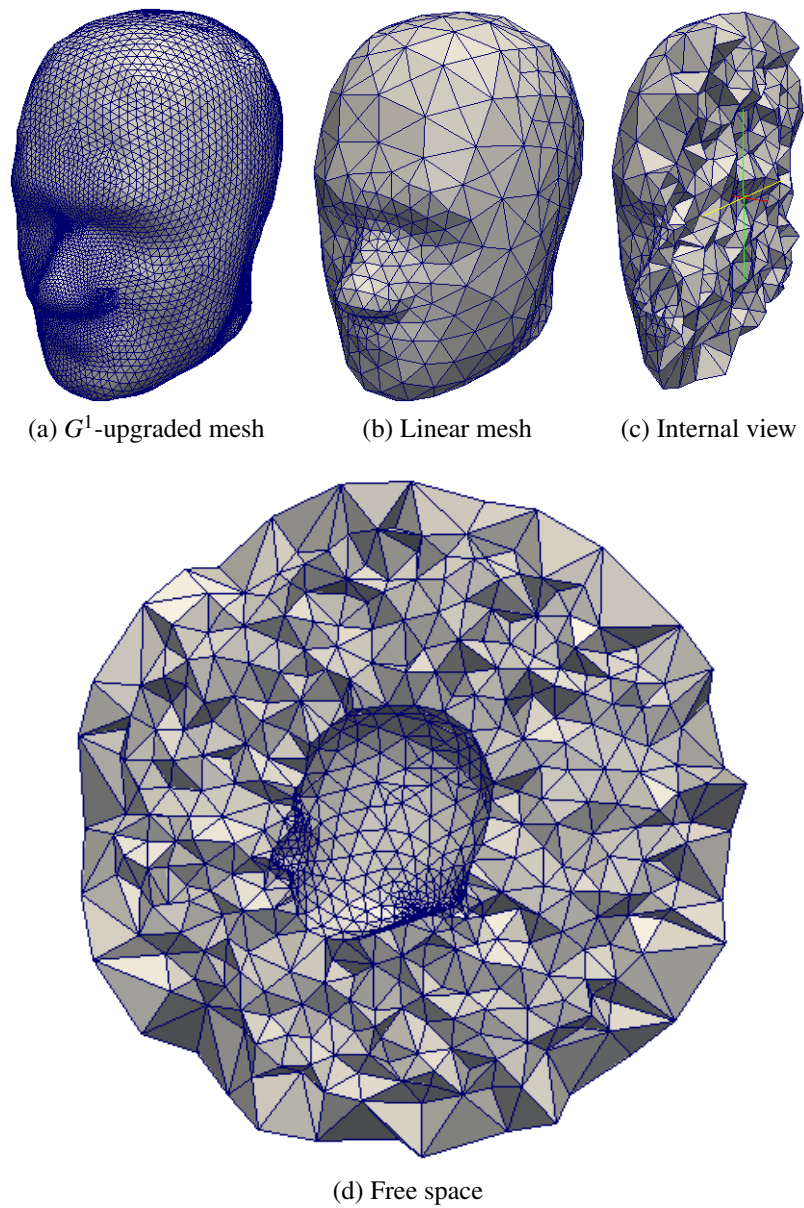 (a) G¹-upgraded mesh
(b) Linear mesh
(c) Internal view
(d) Free space